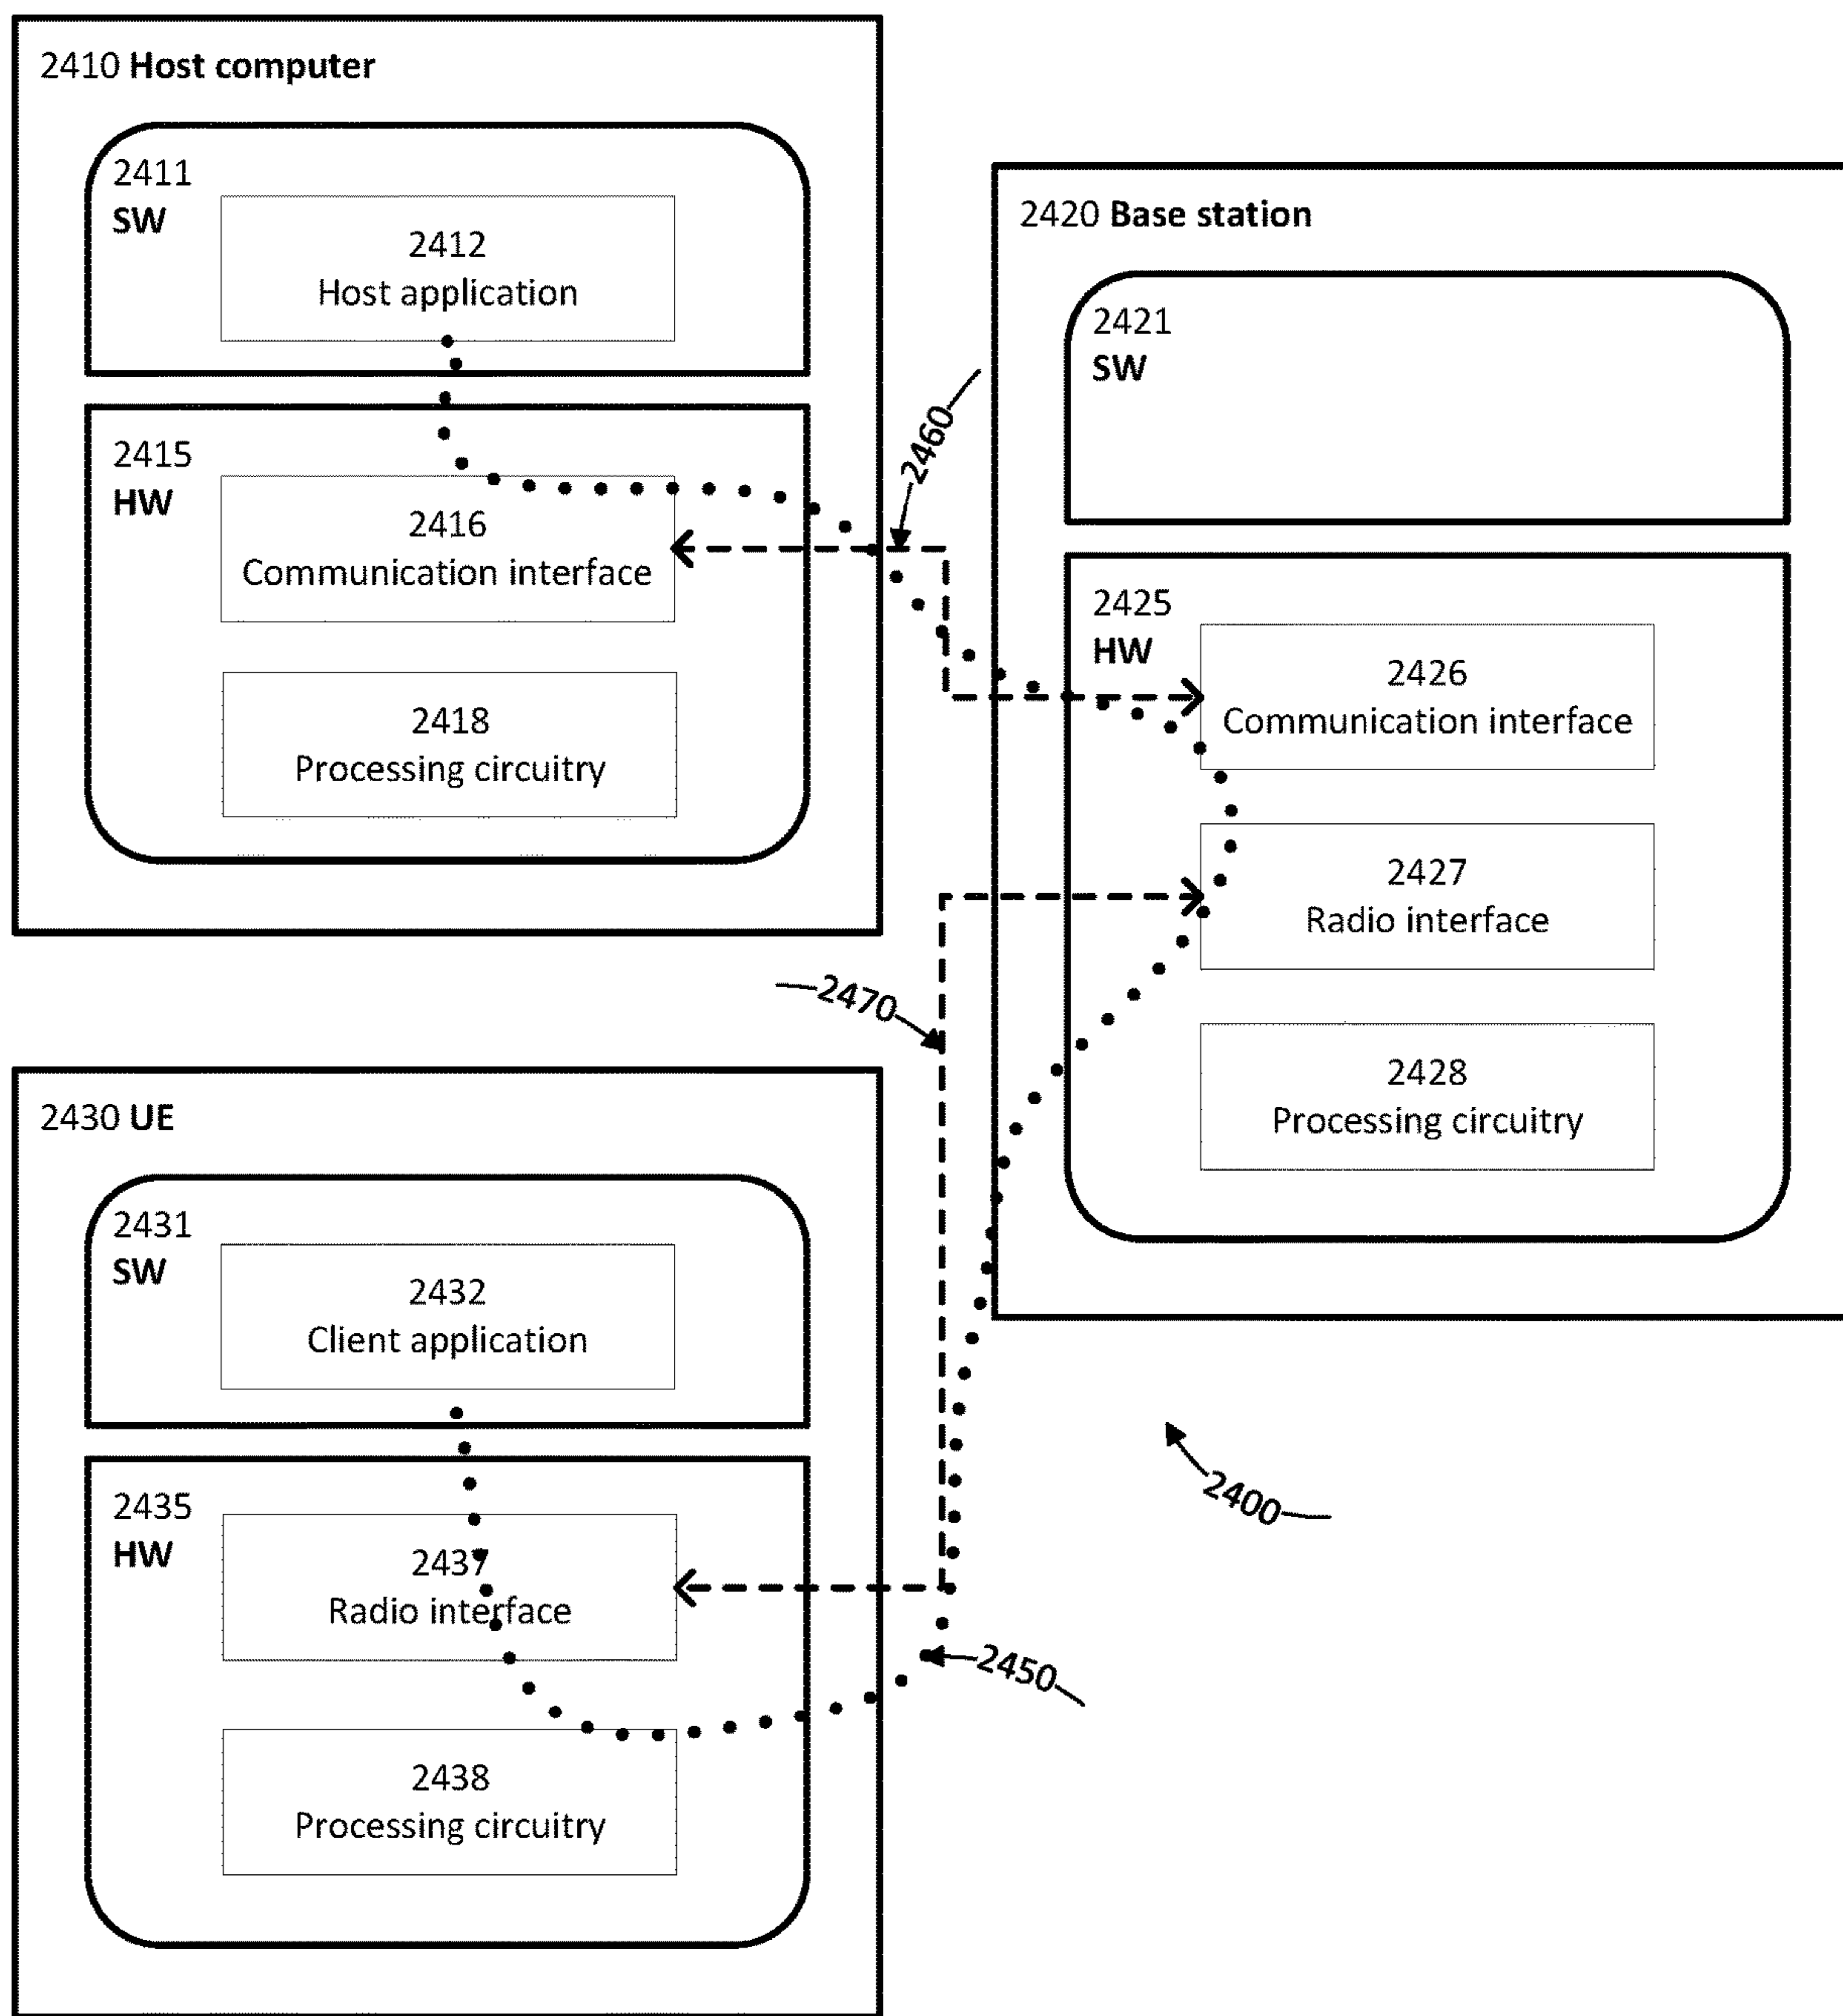 2410 Host computer
2411
SW
2412
Host application
2415
HW
2416
Communication interface
2418
Processing circuitry
2460
2420 Base station
2421
SW
2425
HW
2426
Communication interface
2427
Radio interface
2428
Processing circuitry
2470
2430 UE
2431
SW
2432
Client application
2435
HW
2437
Radio interface
2438
Processing circuitry
2450
2400